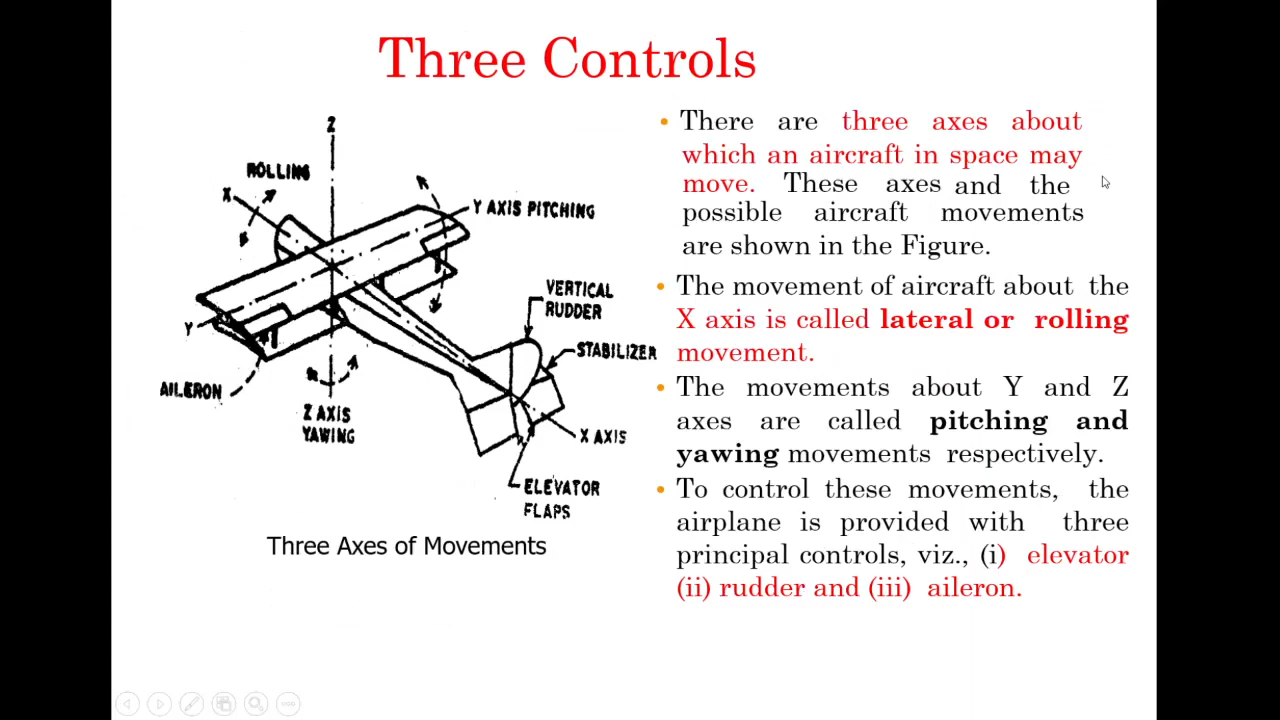 Three Controls
Z
ROLLING
X
Y AXIS PITCHING
VERTICAL
RUDDER
STABILIZER
Y
AILERON
Z AXIS
YAWING
X AXIS
ELEVATOR
FLAPS
Three Axes of Movements
• There are three axes about
which an aircraft in space may
move. These axes and the
possible aircraft movements
are shown in the Figure.
• The movement of aircraft about the
X axis is called lateral or rolling
movement.
• The movements about Y and Z
axes are called pitching and
yawing movements respectively.
• To control these movements, the
airplane is provided with three
principal controls, viz., (i) elevator
(ii) rudder and (iii) aileron.